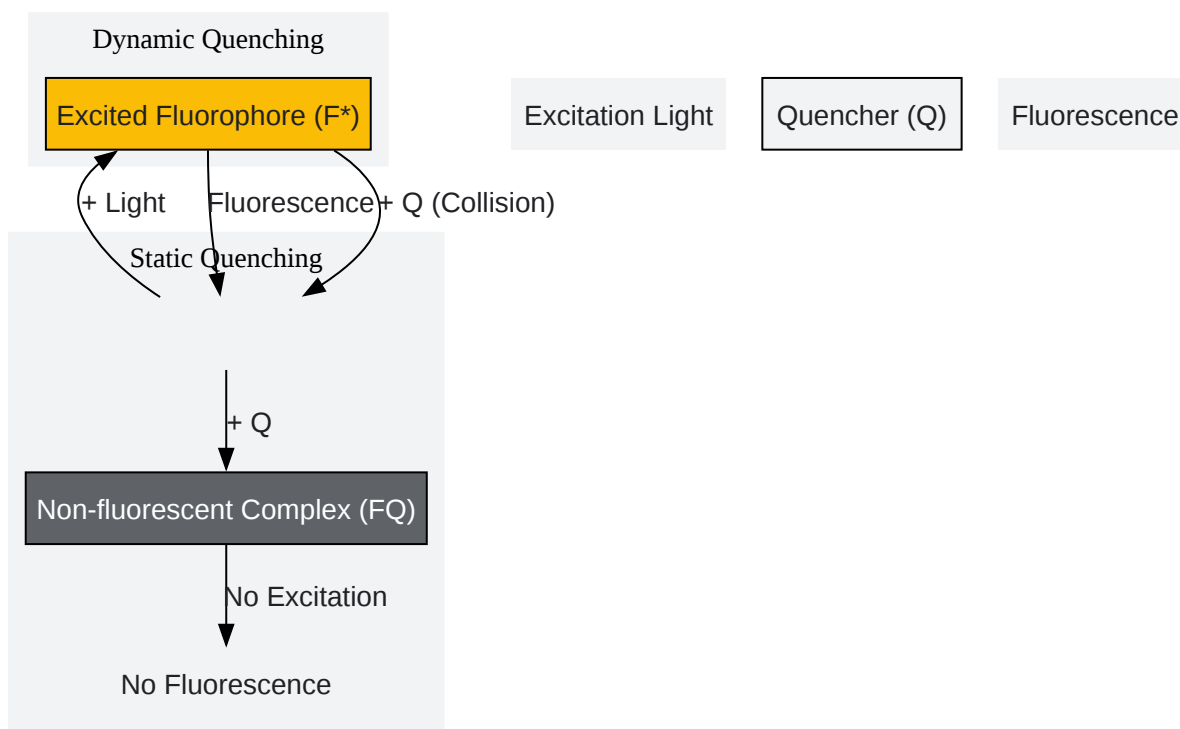 Dynamic Quenching
Excited Fluorophore (F*)
Excitation Light
Quencher (Q)
Fluorescence
+ Light
Fluorescence
+ Q (Collision)
Static Quenching
+ Q
Non-fluorescent Complex (FQ)
No Excitation
No Fluorescence